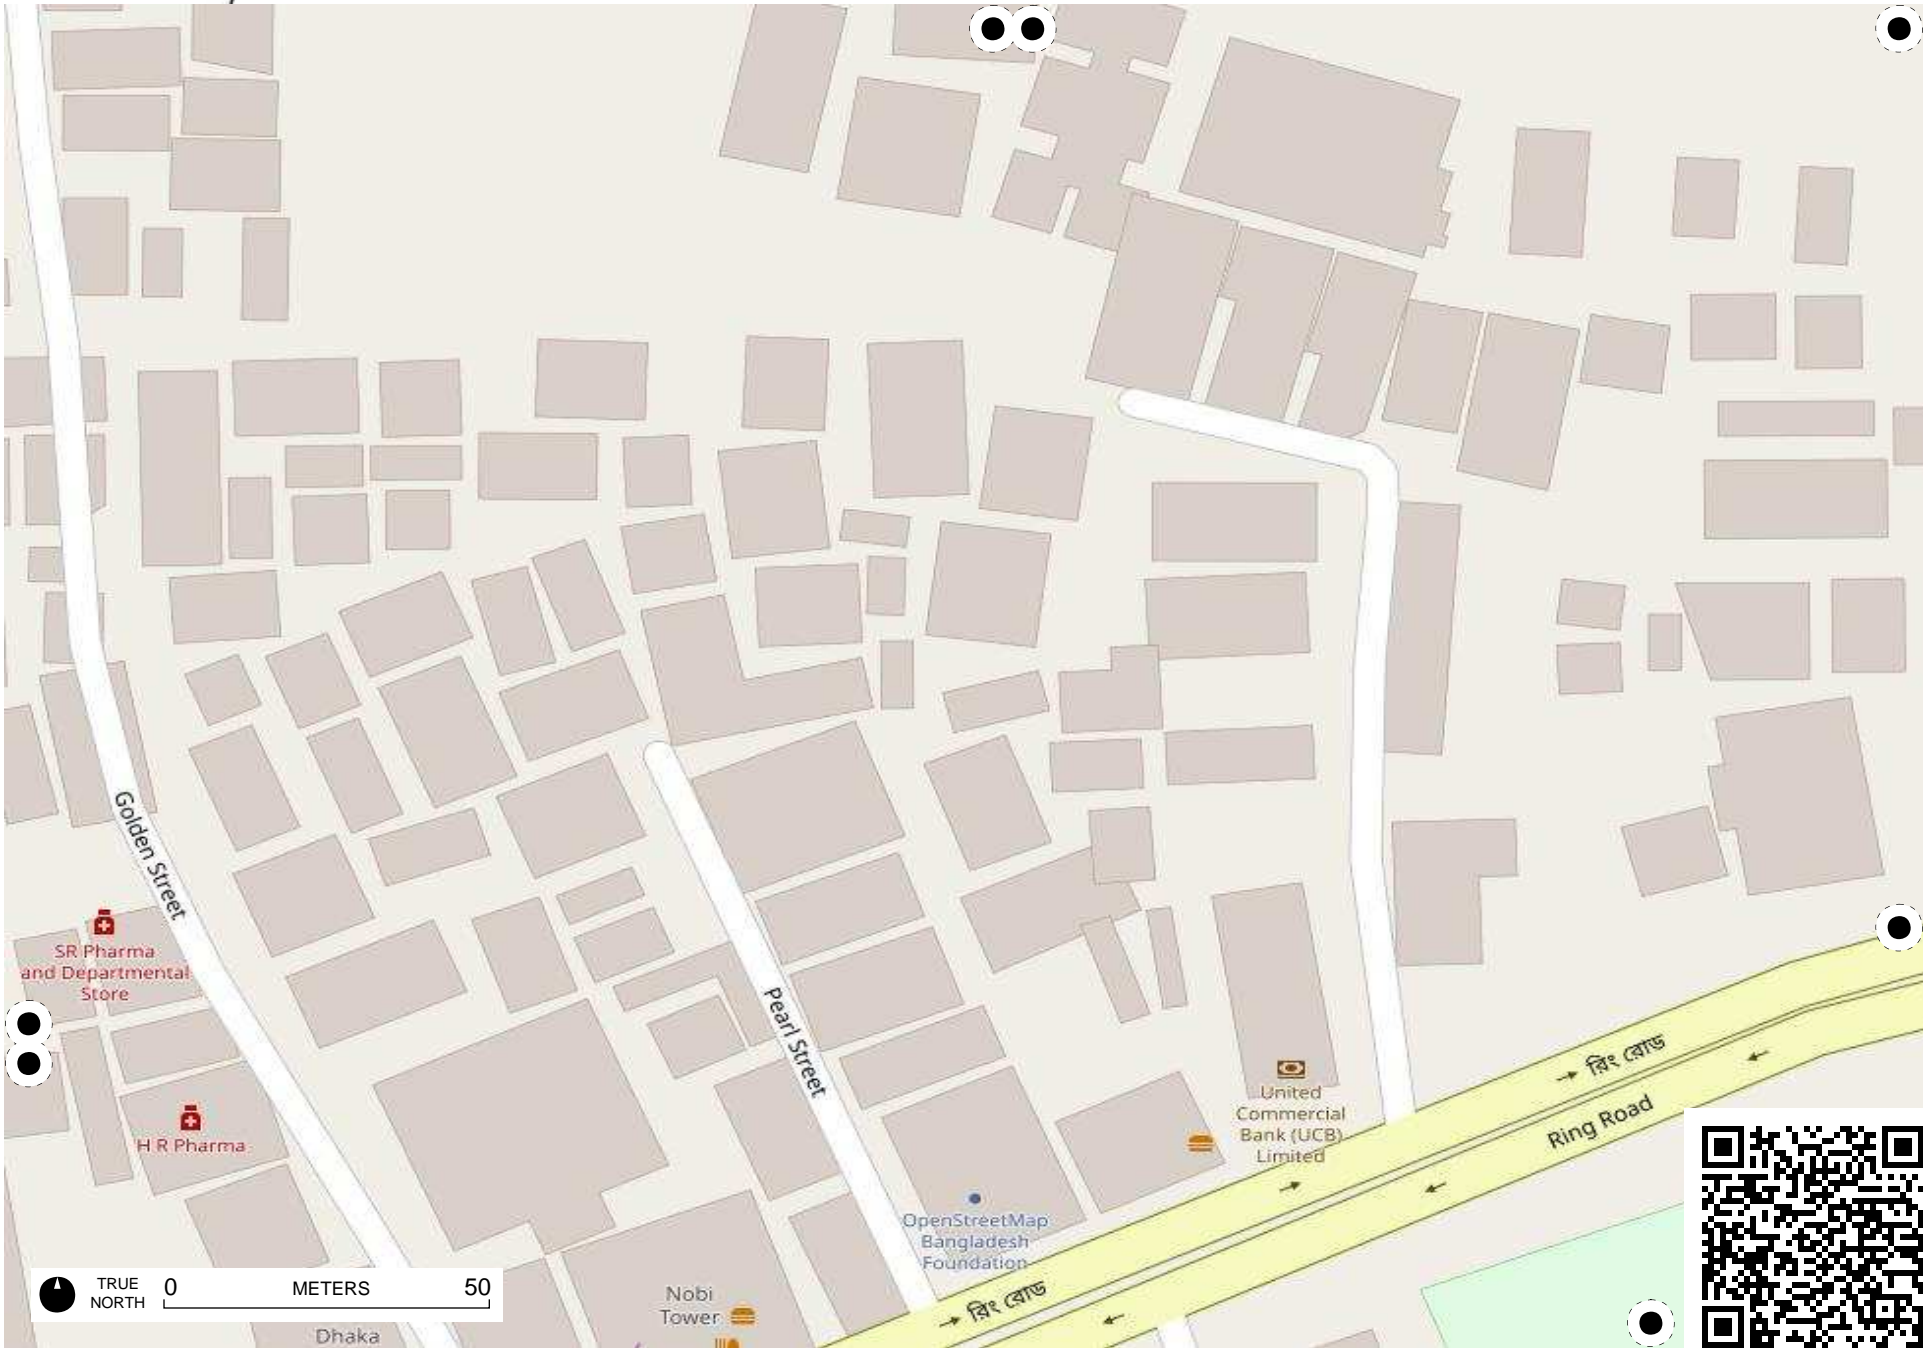 Golden Street
SR Pharma
and Departmental
Store
Pearl Street
H R Pharma
রিং রোড
United
Commercial
Bank (UCB)
Limited
Ring Road
OpenStreetMap
Bangladesh
Foundation
রিং রোড
Nobi
Tower
TRUE
NORTH
0 METERS 50
Dhaka